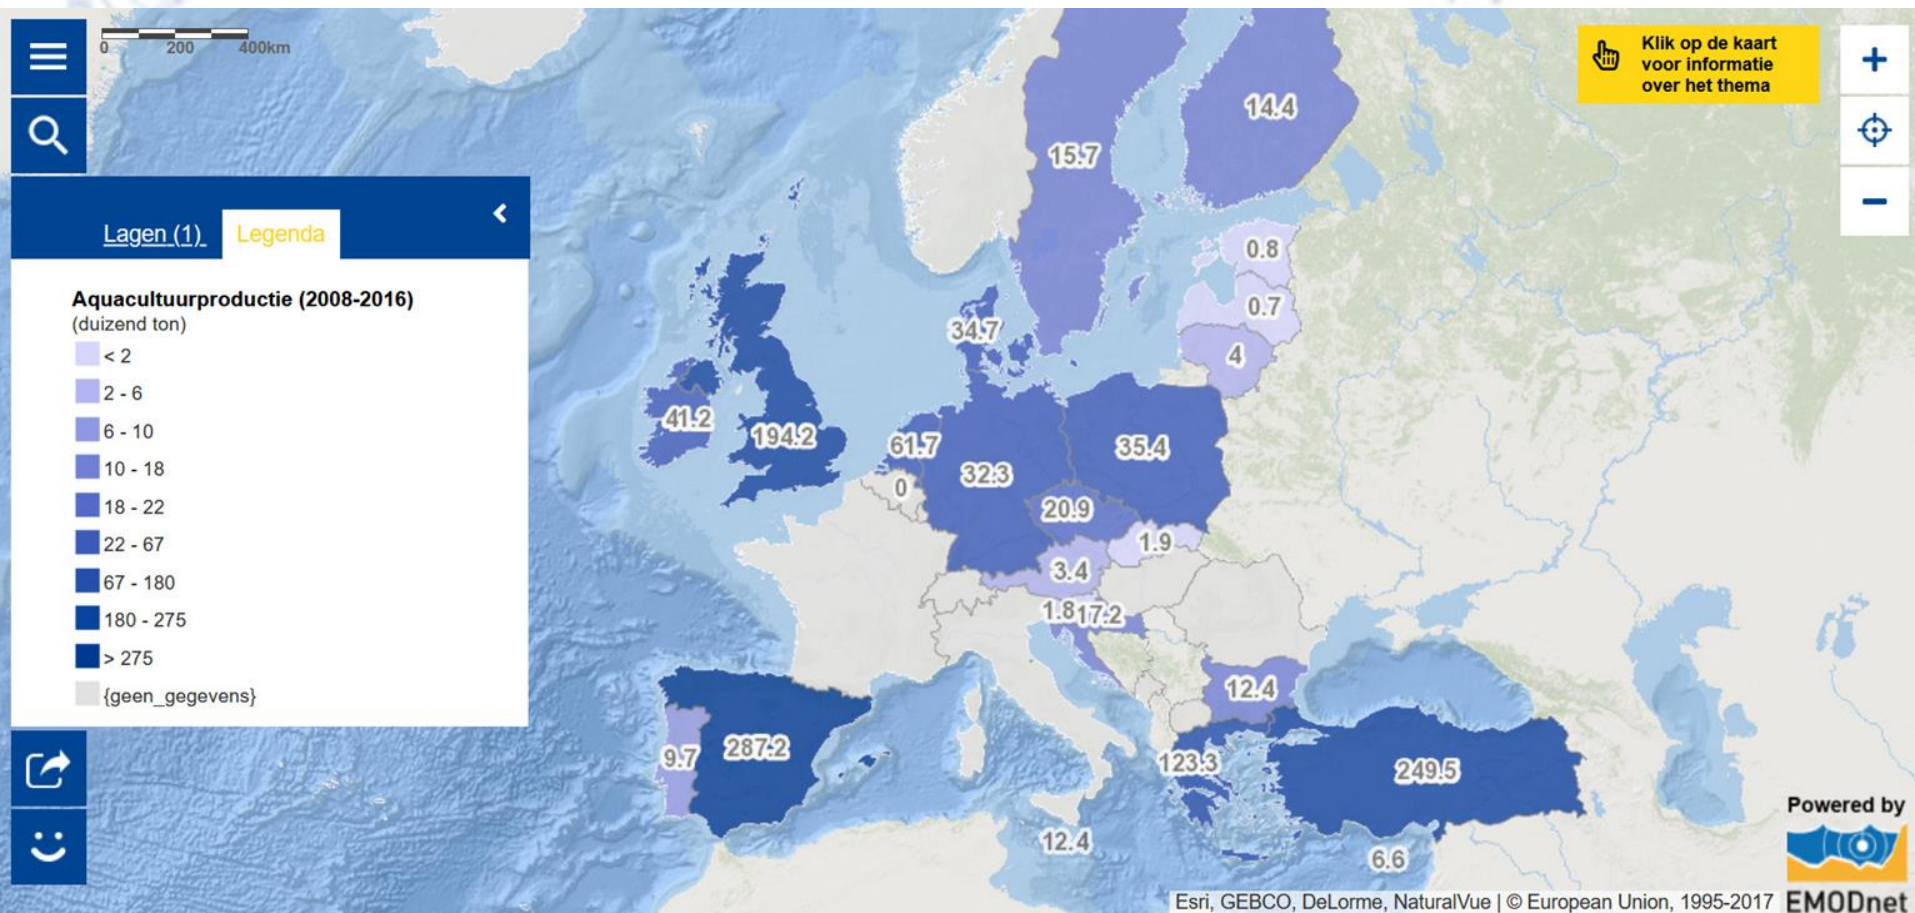 0 200 400km
Klik op de kaart
voor informatie
over het thema
Lagen (1)
Legenda
Aquacultuurproductie (2008-2016)
(duizend ton)
< 2
2 - 6
6 - 10
10 - 18
18 - 22
22 - 67
67 - 180
180 - 275
> 275
{geen_gegevens}
14.4
15.7
0.8
0.7
34.7
4
41.2
194.2
61.7
35.4
32.3
0
20.9
1.9
3.4
1.8
17.2
12.4
9.7
287.2
123.3
249.5
12.4
6.6
Powered by
EMODnet
Esri, GEBCO, DeLorme, NaturalVue | © European Union, 1995-2017